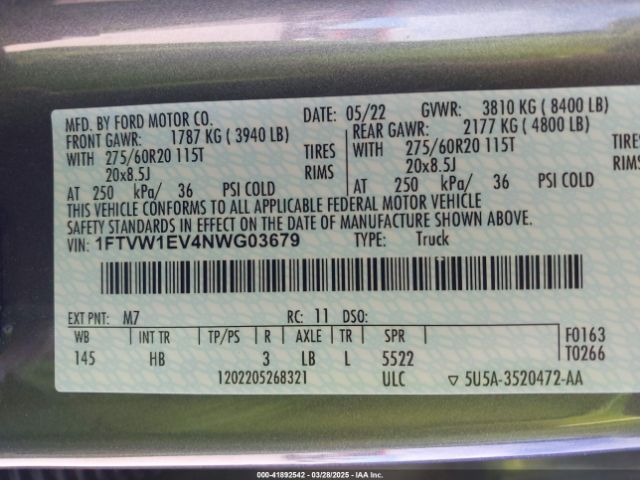 MFD. BY FORD MOTOR CO. DATE: 05/22 GVWR: 3810 KG ( 8400 LB)
FRONT GAWR: 1787 KG ( 3940 LB) REAR GAWR: 2177 KG ( 4800 LB)
WITH 275/60R20 115T TIRES WITH 275/60R20 115T TIRES
20x8.5J RIMS 20x8.5J RIMS
AT 250 kPa/ 36 PSI COLD AT 250 kPa/ 36 PSI COLD
THIS VEHICLE CONFORMS TO ALL APPLICABLE FEDERAL MOTOR VEHICLE
SAFETY STANDARDS IN EFFECT ON THE DATE OF MANUFACTURE SHOWN ABOVE.
VIN: 1FTVW1EV4NWG03679 TYPE: Truck
EXT PNT: M7 RC: 11 DSO:
WB INT TR TP/PS R AXLE TR SPR F0163
145 HB 3 LB L 5522 T0266
1202205268321 ULC ▽ 5U5A-3520472-AA
000-41892542 - 03/28/2025 - IAA Inc.